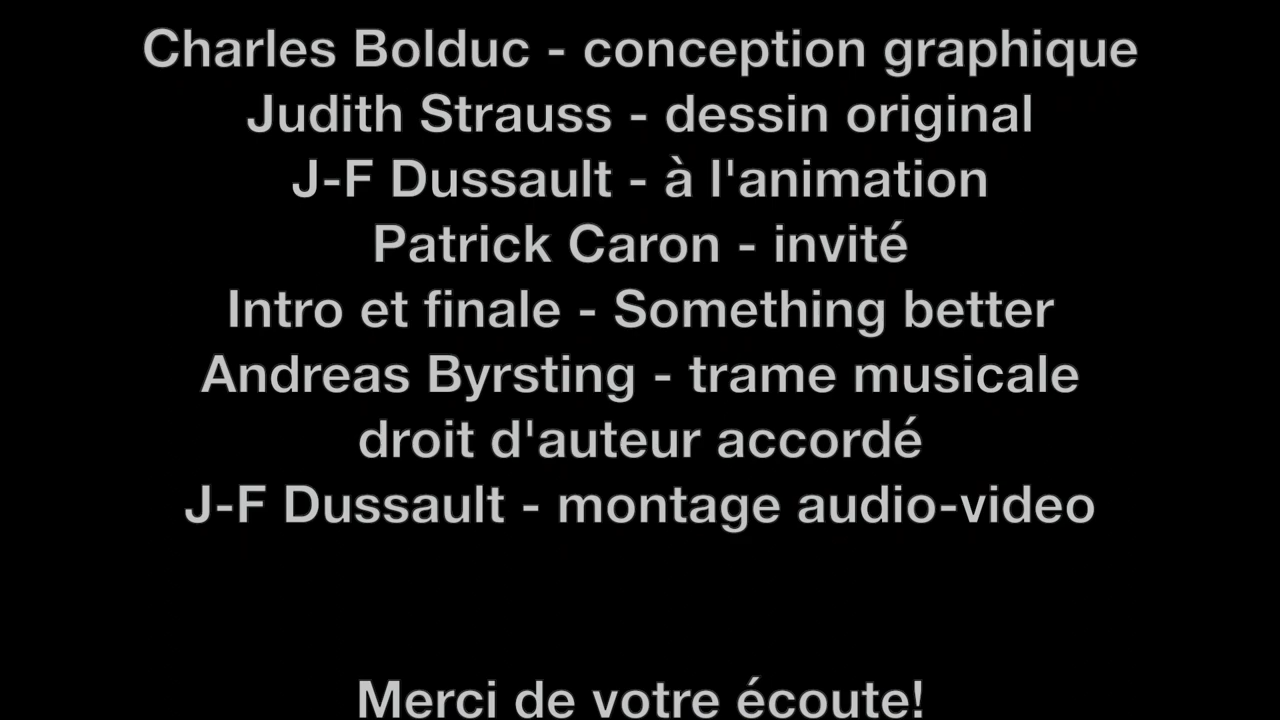 Charles Bolduc - conception graphique
Judith Strauss - dessin original
J-F Dussault - à l'animation
Patrick Caron - invité
Intro et finale - Something better
Andreas Byrsting - trame musicale
droit d'auteur accordé
J-F Dussault - montage audio-video
Merci de votre écoute!